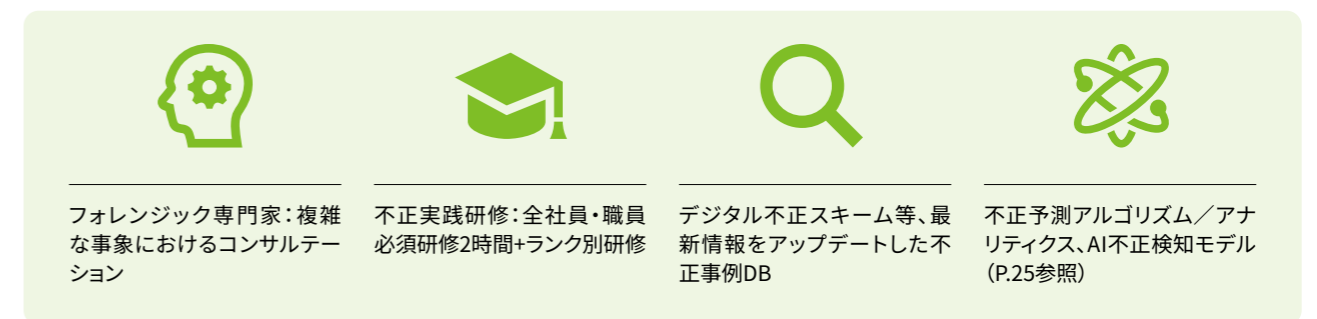 フォレンジック専門家：複雑
な事象におけるコンサルテー
ション
不正実践研修：全社員・職員
必須研修2時間+ランク別研修
デジタル不正スキーム等、最
新情報をアップデートした不
正事例DB
不正予測アルゴリズム／アナ
リティクス、AI不正検知モデル
（P.25参照）